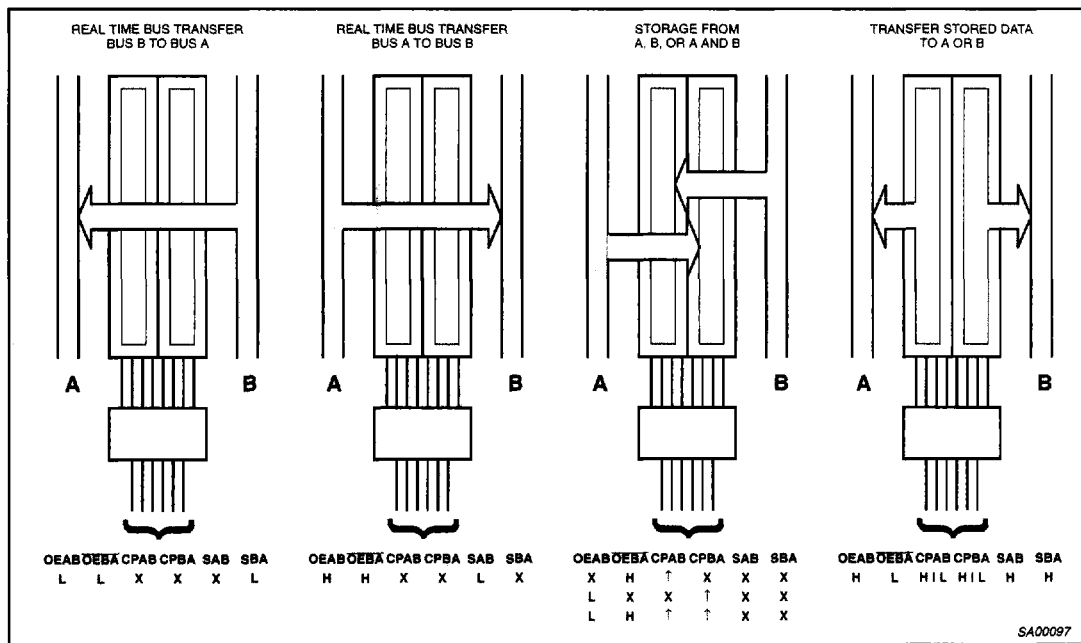 REAL TIME BUS TRANSFER
BUS B TO BUS A
REAL TIME BUS TRANSFER
BUS A TO BUS B
STORAGE FROM
A, B, OR A AND B
TRANSFER STORED DATA
TO A OR B
A B
A B
A B
A B
OEAB OEBA CPAB CPBA SAB SBA
L L X X X L
OEAB OEBA CPAB CPBA SAB SBA
H H X X L X
OEAB OEBA CPAB CPBA SAB SBA
X H ↑ X X X
L X X ↑ X X
L H ↑ ↑ X X
OEAB OEBA CPAB CPBA SAB SBA
H L H I L H I L H H
SA00097